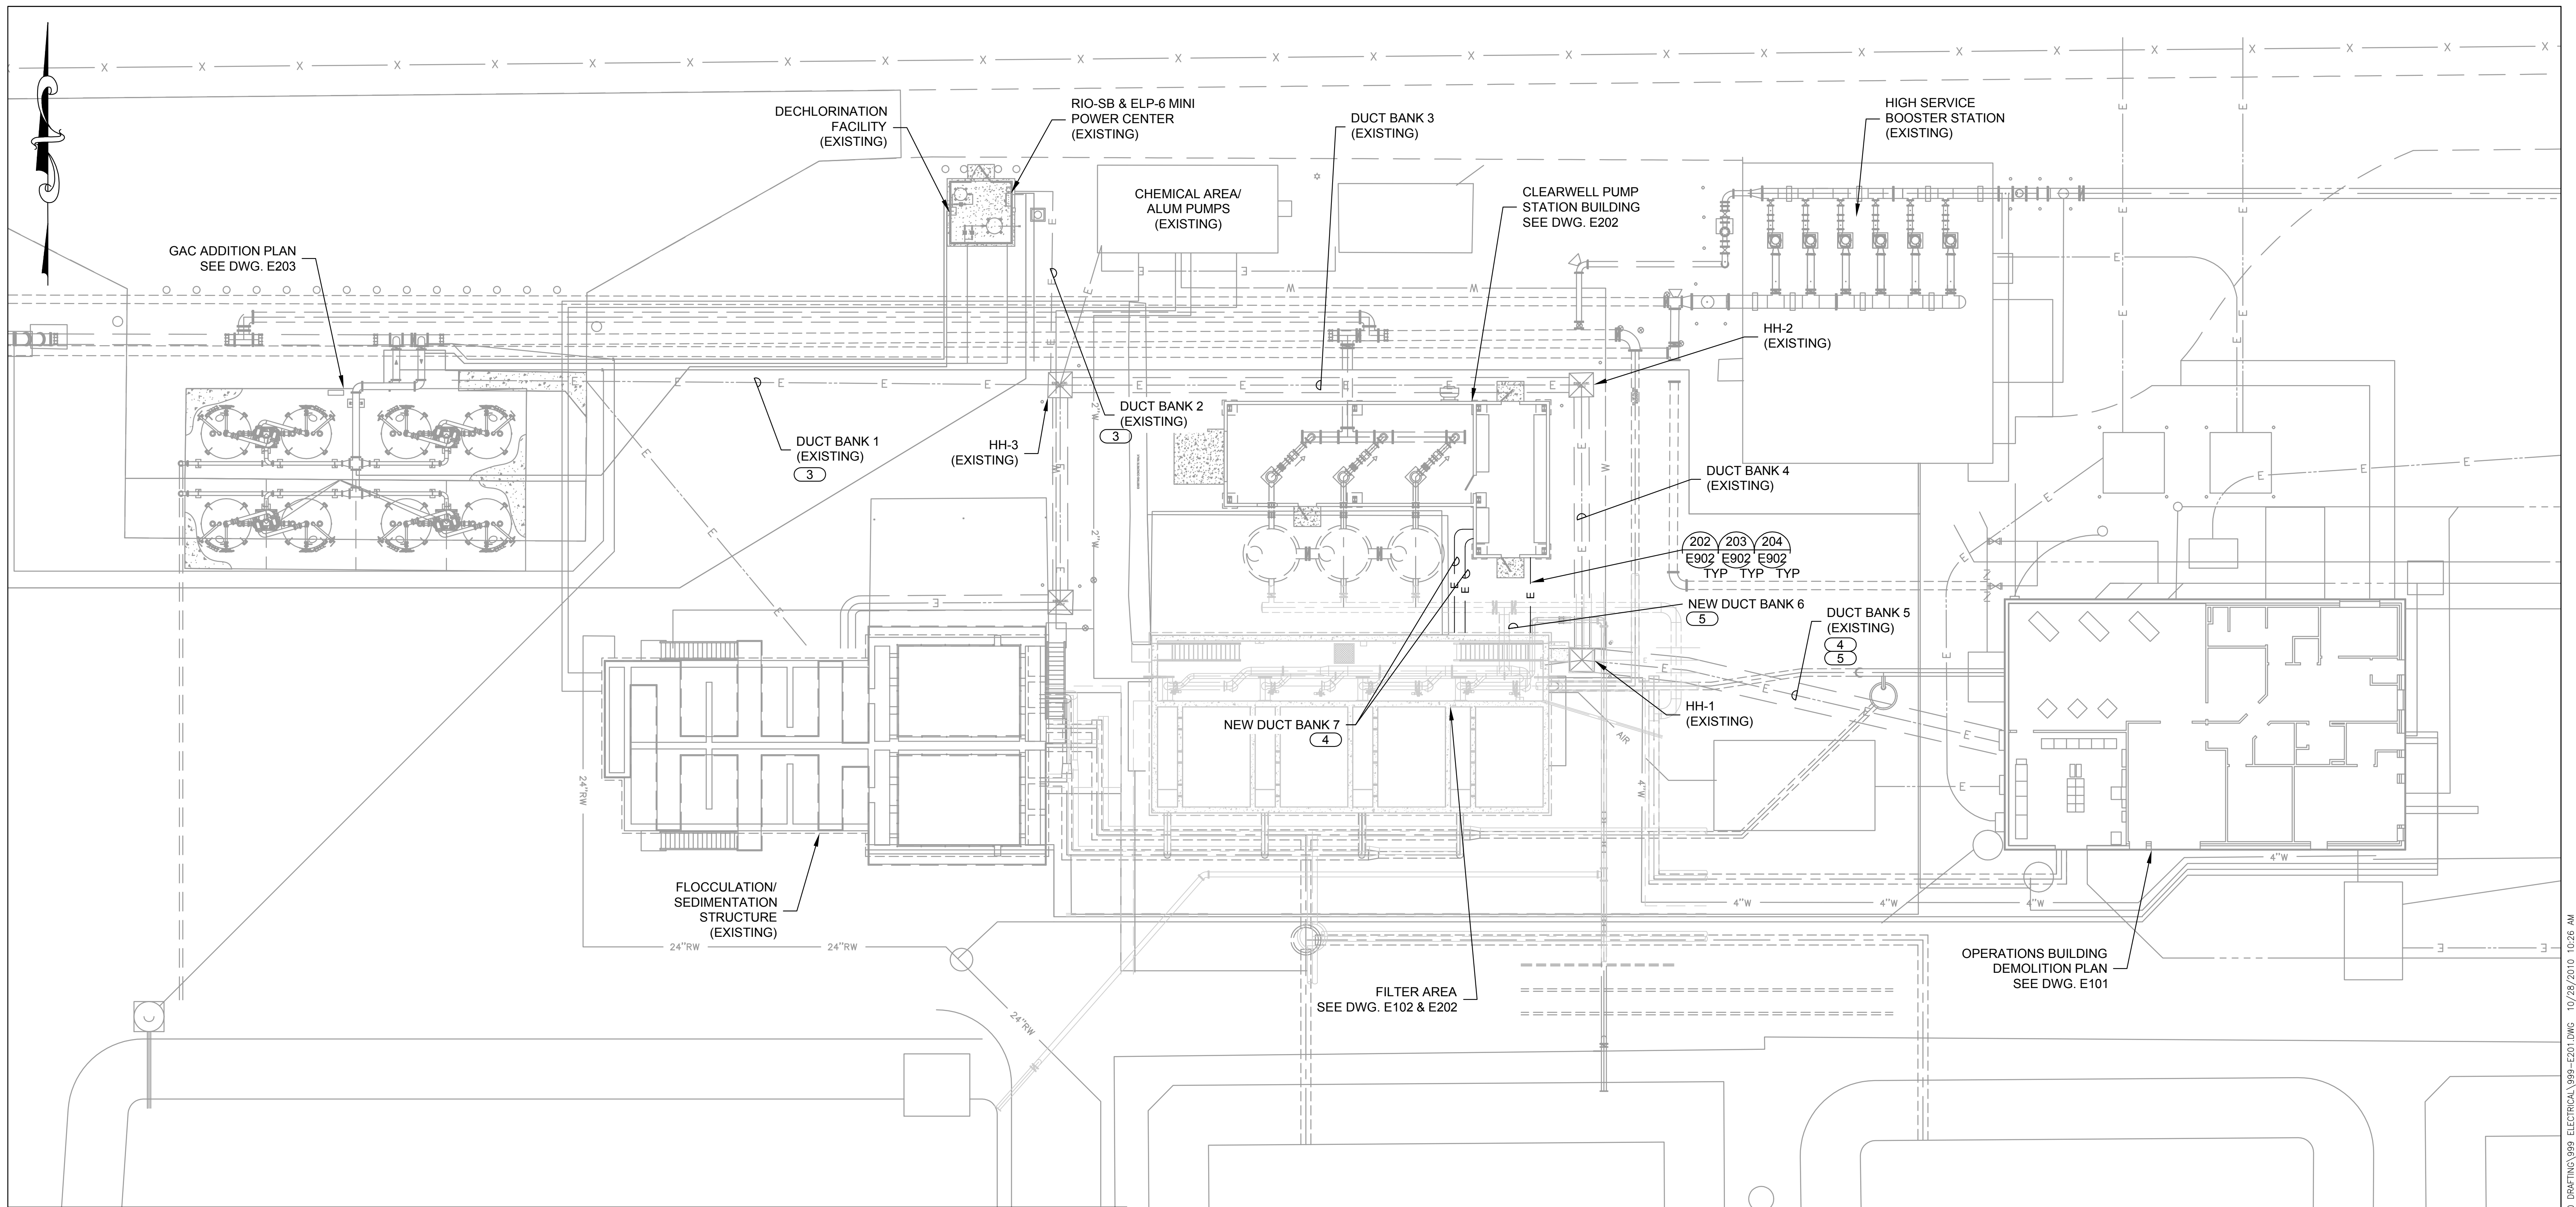 DECHLORINATION
FACILITY
(EXISTING)
RIO-SB & ELP-6 MINI
POWER CENTER
(EXISTING)
DUCT BANK 3
(EXISTING)
HIGH SERVICE
BOOSTER STATION
(EXISTING)
CHEMICAL AREA/
ALUM PUMPS
(EXISTING)
CLEARWELL PUMP
STATION BUILDING
SEE DWG. E202
GAC ADDITION PLAN
SEE DWG. E203
HH-2
(EXISTING)
DUCT BANK 2
(EXISTING)
3
DUCT BANK 1
(EXISTING)
3
HH-3
(EXISTING)
2"W
2"W
DUCT BANK 4
(EXISTING)
202 203 204
E902 E902 E902
TYP TYP TYP
NEW DUCT BANK 6
5
DUCT BANK 5
(EXISTING)
4
5
HH-1
(EXISTING)
NEW DUCT BANK 7
4
AIR
24"RW
4"W
FLOCCULATION/
SEDIMENTATION
STRUCTURE
(EXISTING)
4"W
4"W
4"W
4"W
24"RW
24"RW
24"RW
OPERATIONS BUILDING
DEMOLITION PLAN
SEE DWG. E101
FILTER AREA
SEE DWG. E102 & E202
DRAFTING\999 ELECTRICAL\999-E201.DWG 10/28/2010 10:26 AM